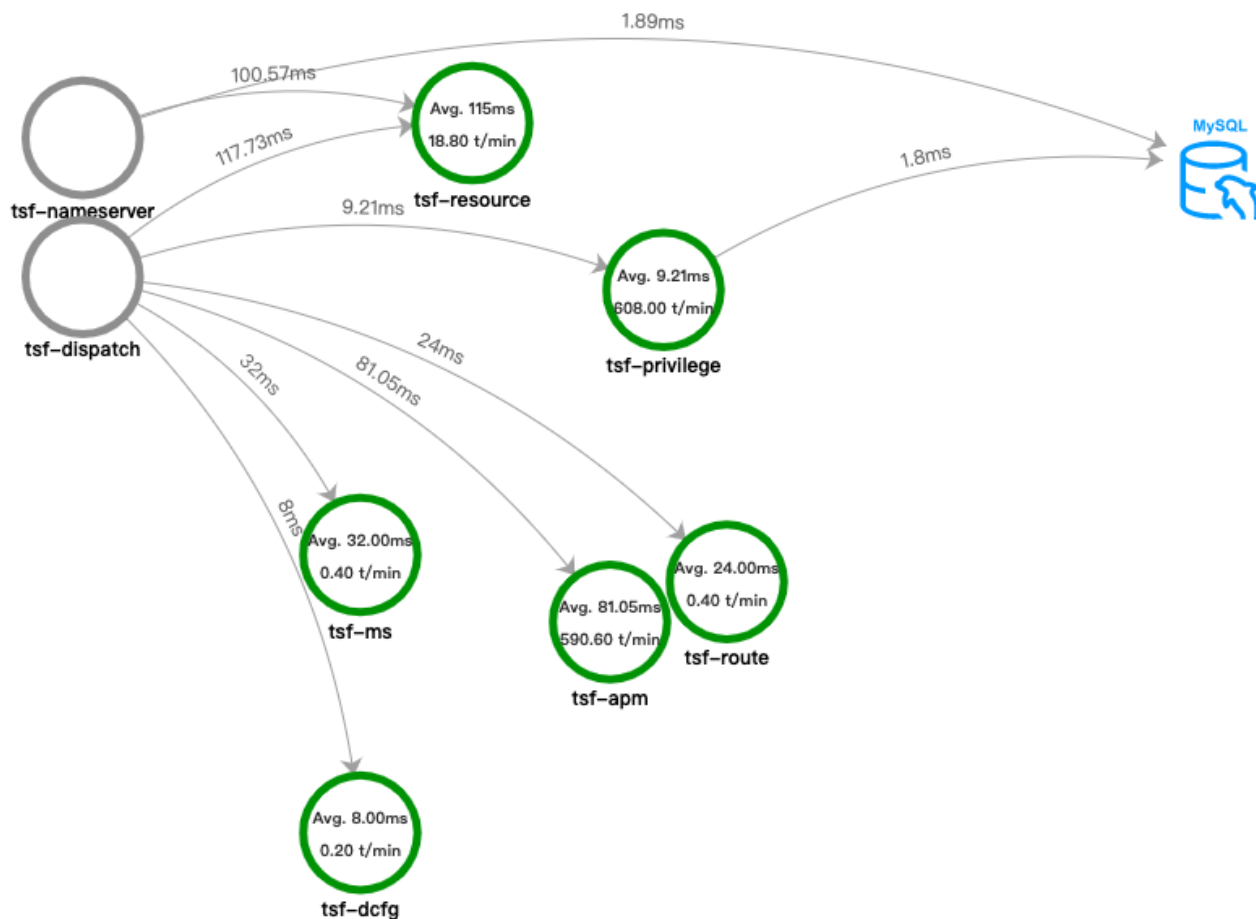 1.89ms
100.57ms
Avg. 115ms
18.80 t/min
tsf-resource
117.73ms
tsf-nameserver
MySQL
1.8ms
9.21ms
Avg. 9.21ms
608.00 t/min
tsf-privilege
tsf-dispatch
24ms
32ms
81.05ms
8ms
Avg. 32.00ms
0.40 t/min
tsf-ms
Avg. 81.05ms
590.60 t/min
tsf-apm
Avg. 24.00ms
0.40 t/min
tsf-route
Avg. 8.00ms
0.20 t/min
tsf-dcfg